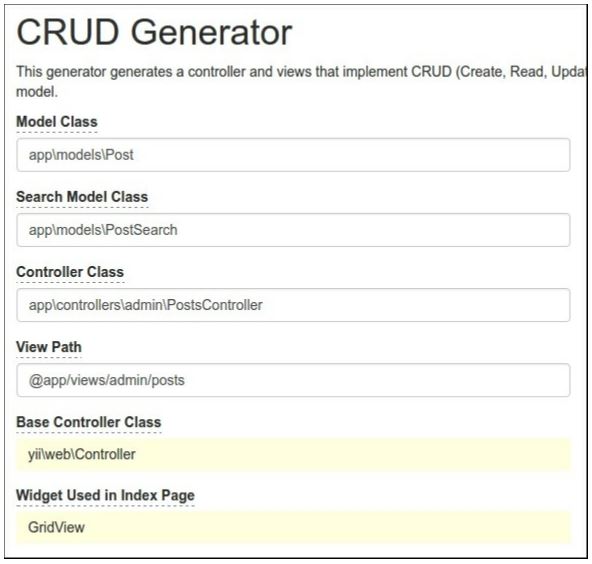 CRUD Generator
This generator generates a controller and views that implement CRUD (Create, Read, Updat
model.
Model Class
app\models\Post
Search Model Class
app\models\PostSearch
Controller Class
app\controllers\admin\PostsController
View Path
@app/views/admin/posts
Base Controller Class
yii\web\Controller
Widget Used in Index Page
GridView